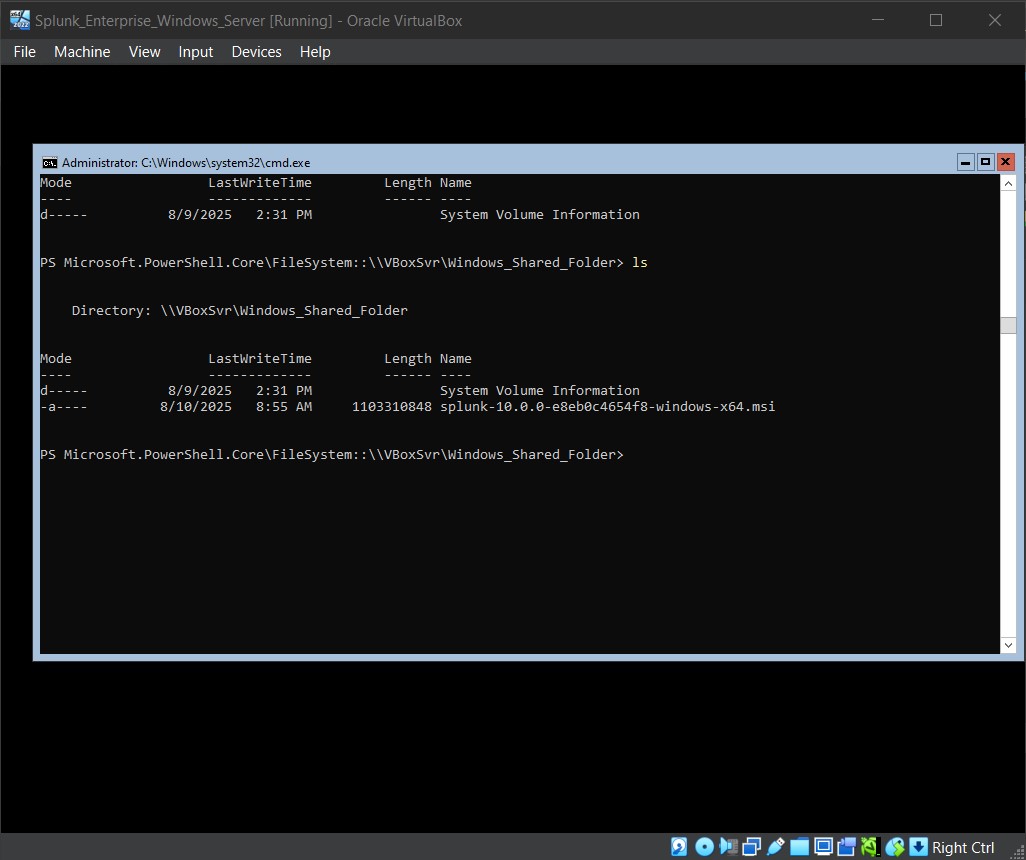 Splunk_Enterprise_Windows_Server [Running] - Oracle VirtualBox
File Machine View Input Devices Help
Administrator: C:\Windows\system32\cmd.exe
Mode LastWriteTime Length Name
---- ------------- ------ ----
d----- 8/9/2025 2:31 PM System Volume Information
PS Microsoft.PowerShell.Core\FileSystem::\\VBoxSvr\Windows_Shared_Folder> ls
Directory: \\VBoxSvr\Windows_Shared_Folder
Mode LastWriteTime Length Name
---- ------------- ------ ----
d----- 8/9/2025 2:31 PM System Volume Information
-a---- 8/10/2025 8:55 AM 1103310848 splunk-10.0.0-e8eb0c4654f8-windows-x64.msi
PS Microsoft.PowerShell.Core\FileSystem::\\VBoxSvr\Windows_Shared_Folder>
Right Ctrl